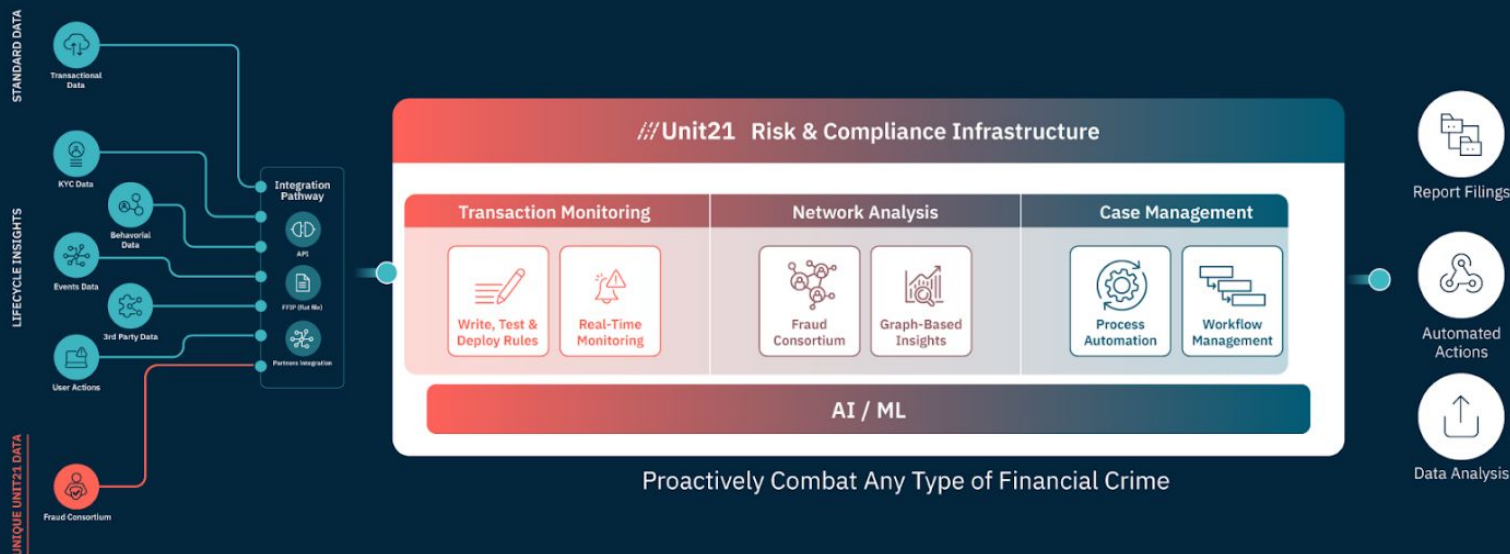 STANDARD DATA
Transactional
Data
LIFECYCLE INSIGHTS
KYC Data
Behavorial
Data
Events Data
3rd Party Data
User Actions
UNIQUE UNIT21 DATA
Fraud Consortium
Integration
Pathway
API
FFIP (flat file)
Partners Integration
Unit21 Risk & Compliance Infrastructure
Transaction Monitoring
Write, Test &
Deploy Rules
Real-Time
Monitoring
Network Analysis
Fraud
Consortium
Graph-Based
Insights
Case Management
Process
Automation
Workflow
Management
AI / ML
Proactively Combat Any Type of Financial Crime
Report Filings
Automated
Actions
Data Analysis